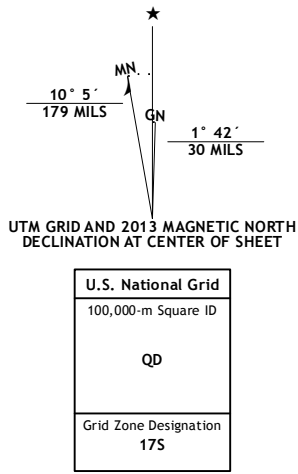 ★
MN
GN
10° 5´
179 MILS
1° 42´
30 MILS
UTM GRID AND 2013 MAGNETIC NORTH
DECLINATION AT CENTER OF SHEET
U.S. National Grid
100,000-m Square ID
QD
Grid Zone Designation
17S